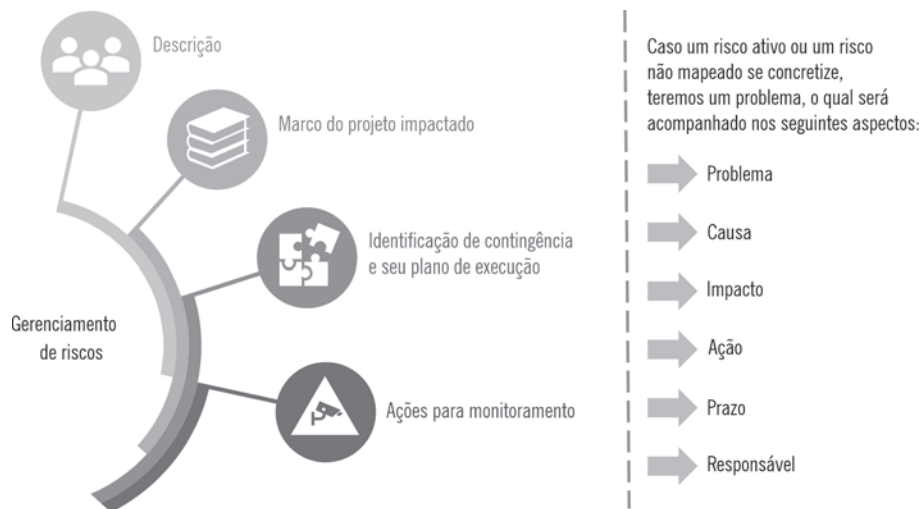 Descrição
Marco do projeto impactado
Identificação de contingência
e seu plano de execução
Gerenciamento
de riscos
Ações para monitoramento
Caso um risco ativo ou um risco
não mapeado se concretize,
teremos um problema, o qual será
acompanhado nos seguintes aspectos:
Problema
Causa
Impacto
Ação
Prazo
Responsável